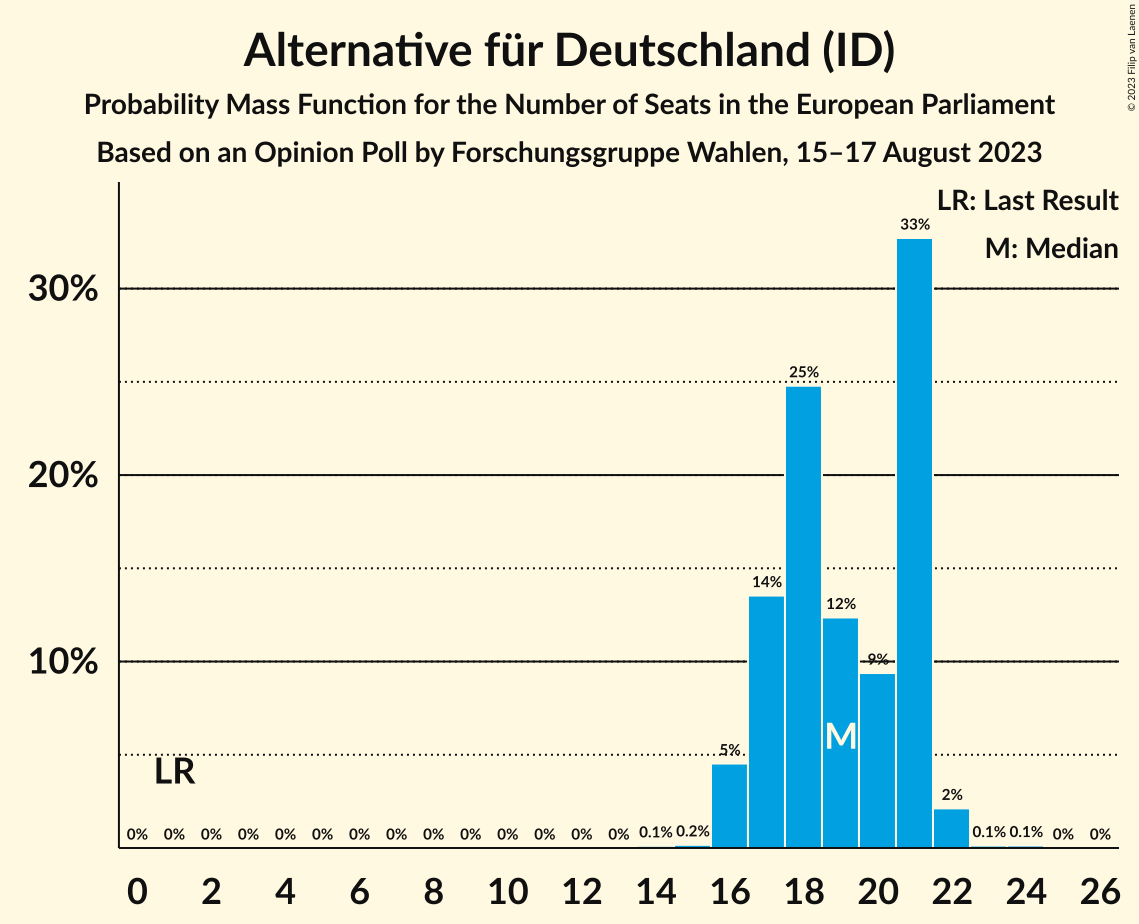 Alternative für Deutschland (ID)
Probability Mass Function for the Number of Seats in the European Parliament
Based on an Opinion Poll by Forschungsgruppe Wahlen, 15–17 August 2023
© 2023 Filip van Laenen
LR: Last Result
M: Median
30%
20%
10%
0% 0% 0% 0% 0% 0% 0% 0% 0% 0% 0% 0% 0% 0% 0.1% 0.2% 5% 14% 25% 12% 9% 33% 2% 0.1% 0.1% 0% 0%
LR
M
0 2 4 6 8 10 12 14 16 18 20 22 24 26